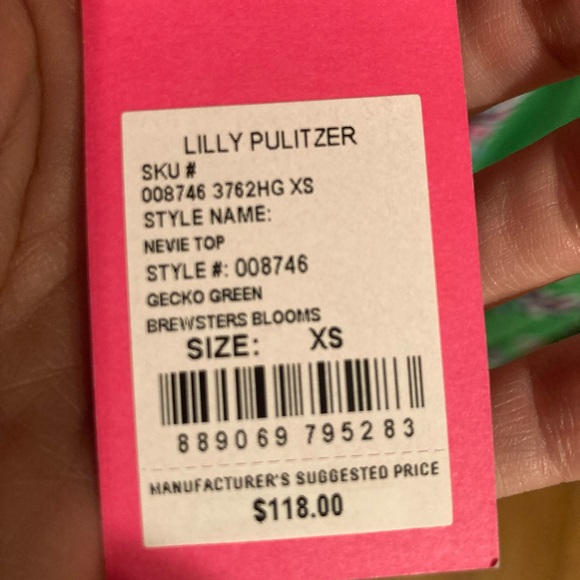 LILLY PULITZER
SKU #
008746 3762HG XS
STYLE NAME:
NEVIE TOP
STYLE #: 008746
GECKO GREEN
BREWSTERS BLOOMS
SIZE: XS
889069 795283
MANUFACTURER'S SUGGESTED PRICE
$118.00